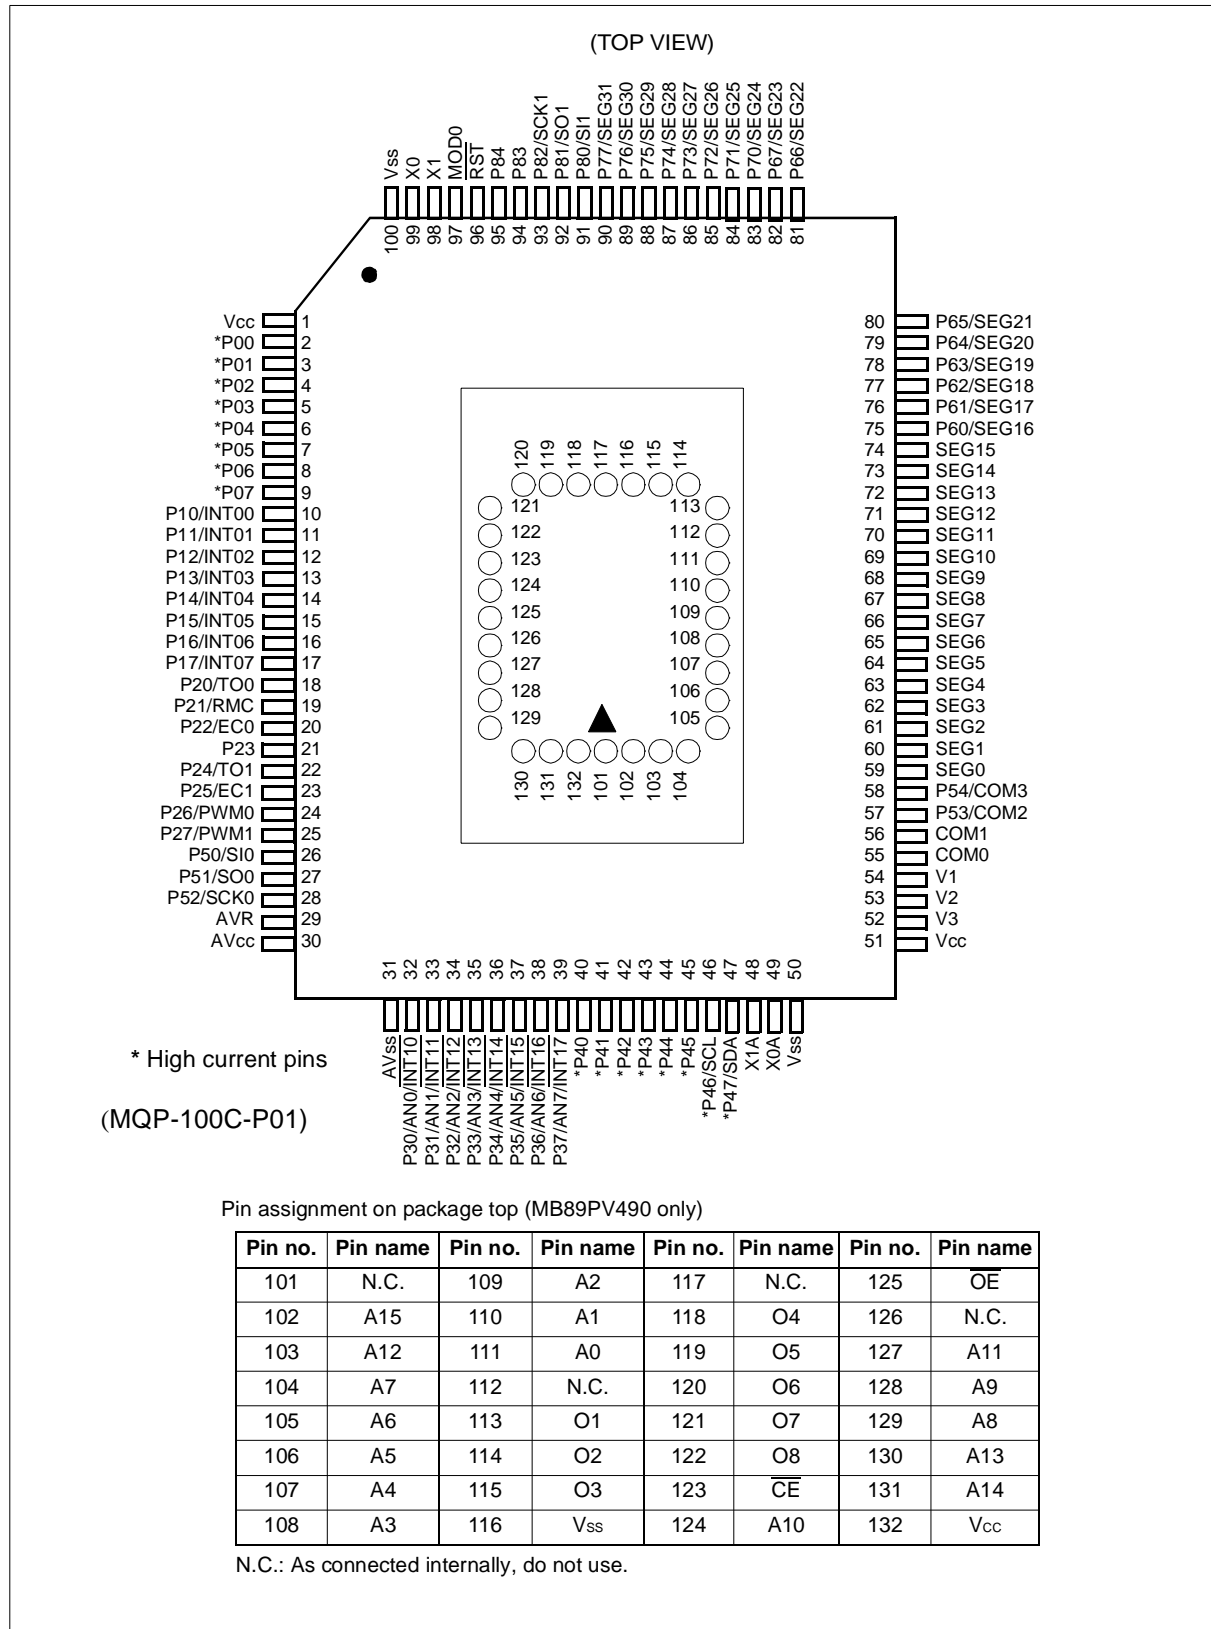 (TOP VIEW)
Vss
X0
X1
MOD0
RST
P84
P83
P82/SCK1
P81/SO1
P80/SI1
P77/SEG31
P76/SEG30
P75/SEG29
P74/SEG28
P73/SEG27
P72/SEG26
P71/SEG25
P70/SEG24
P67/SEG23
P66/SEG22
100
99
98
97
96
95
94
93
92
91
90
89
88
87
86
85
84
83
82
81
Vcc 1
*P00 2
*P01 3
*P02 4
*P03 5
*P04 6
*P05 7
*P06 8
*P07 9
P10/INT00 10
P11/INT01 11
P12/INT02 12
P13/INT03 13
P14/INT04 14
P15/INT05 15
P16/INT06 16
P17/INT07 17
P20/TO0 18
P21/RMC 19
P22/EC0 20
P23 21
P24/TO1 22
P25/EC1 23
P26/PWM0 24
P27/PWM1 25
P50/SI0 26
P51/SO0 27
P52/SCK0 28
AVR 29
AVcc 30
120
119
118
117
116
115
114
121
122
123
124
125
126
127
128
129
113
112
111
110
109
108
107
106
105
130
131
132
101
102
103
104
80 P65/SEG21
79 P64/SEG20
78 P63/SEG19
77 P62/SEG18
76 P61/SEG17
75 P60/SEG16
74 SEG15
73 SEG14
72 SEG13
71 SEG12
70 SEG11
69 SEG10
68 SEG9
67 SEG8
66 SEG7
65 SEG6
64 SEG5
63 SEG4
62 SEG3
61 SEG2
60 SEG1
59 SEG0
58 P54/COM3
57 P53/COM2
56 COM1
55 COM0
54 V1
53 V2
52 V3
51 Vcc
31
32
33
34
35
36
37
38
39
40
41
42
43
44
45
46
47
48
49
50
AVss
P30/AN0/INT10
P31/AN1/INT11
P32/AN2/INT12
P33/AN3/INT13
P34/AN4/INT14
P35/AN5/INT15
P36/AN6/INT16
P37/AN7/INT17
*P40
*P41
*P42
*P43
*P44
*P45
*P46/SCL
*P47/SDA
X1A
X0A
Vss
* High current pins
(MQP-100C-P01)
Pin assignment on package top (MB89PV490 only)
Pin no. Pin name Pin no. Pin name Pin no. Pin name Pin no. Pin name
101 N.C. 109 A2 117 N.C. 125 OE
102 A15 110 A1 118 O4 126 N.C.
103 A12 111 A0 119 O5 127 A11
104 A7 112 N.C. 120 O6 128 A9
105 A6 113 O1 121 O7 129 A8
106 A5 114 O2 122 O8 130 A13
107 A4 115 O3 123 CE 131 A14
108 A3 116 Vss 124 A10 132 Vcc
N.C.: As connected internally, do not use.